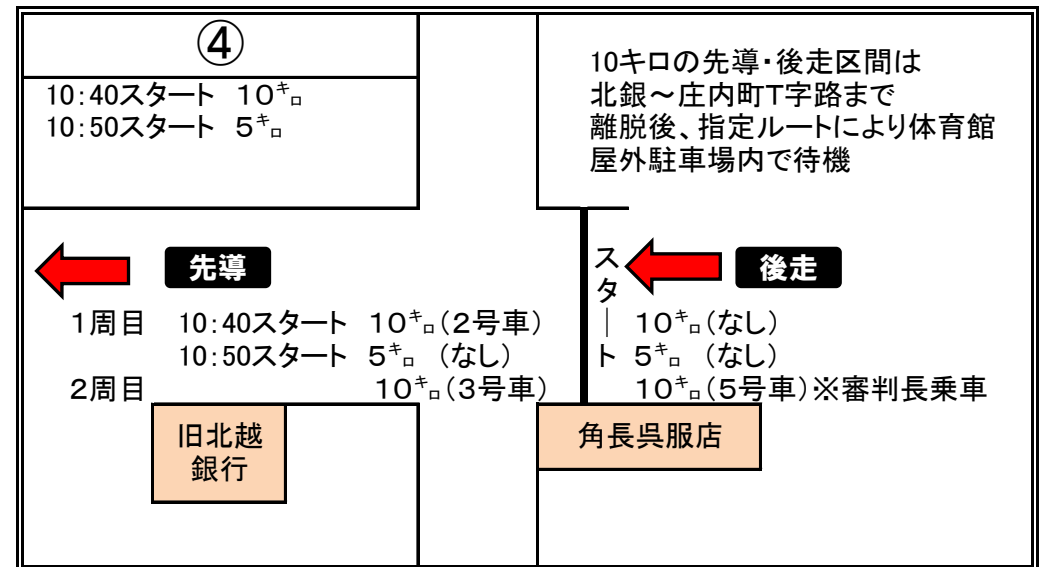 ④
10:40スタート 10㌔
10:50スタート 5㌔
10キロの先導・後走区間は
北銀～庄内町T字路まで
離脱後、指定ルートにより体育館
屋外駐車場内で待機
先導
1周目 10:40スタート 10㌔(2号車)
10:50スタート 5㌔ (なし)
2周目 10㌔(3号車)
スタート
後走
10㌔(なし)
5㌔ (なし)
10㌔(5号車)※審判長乗車
旧北越
銀行
角長呉服店